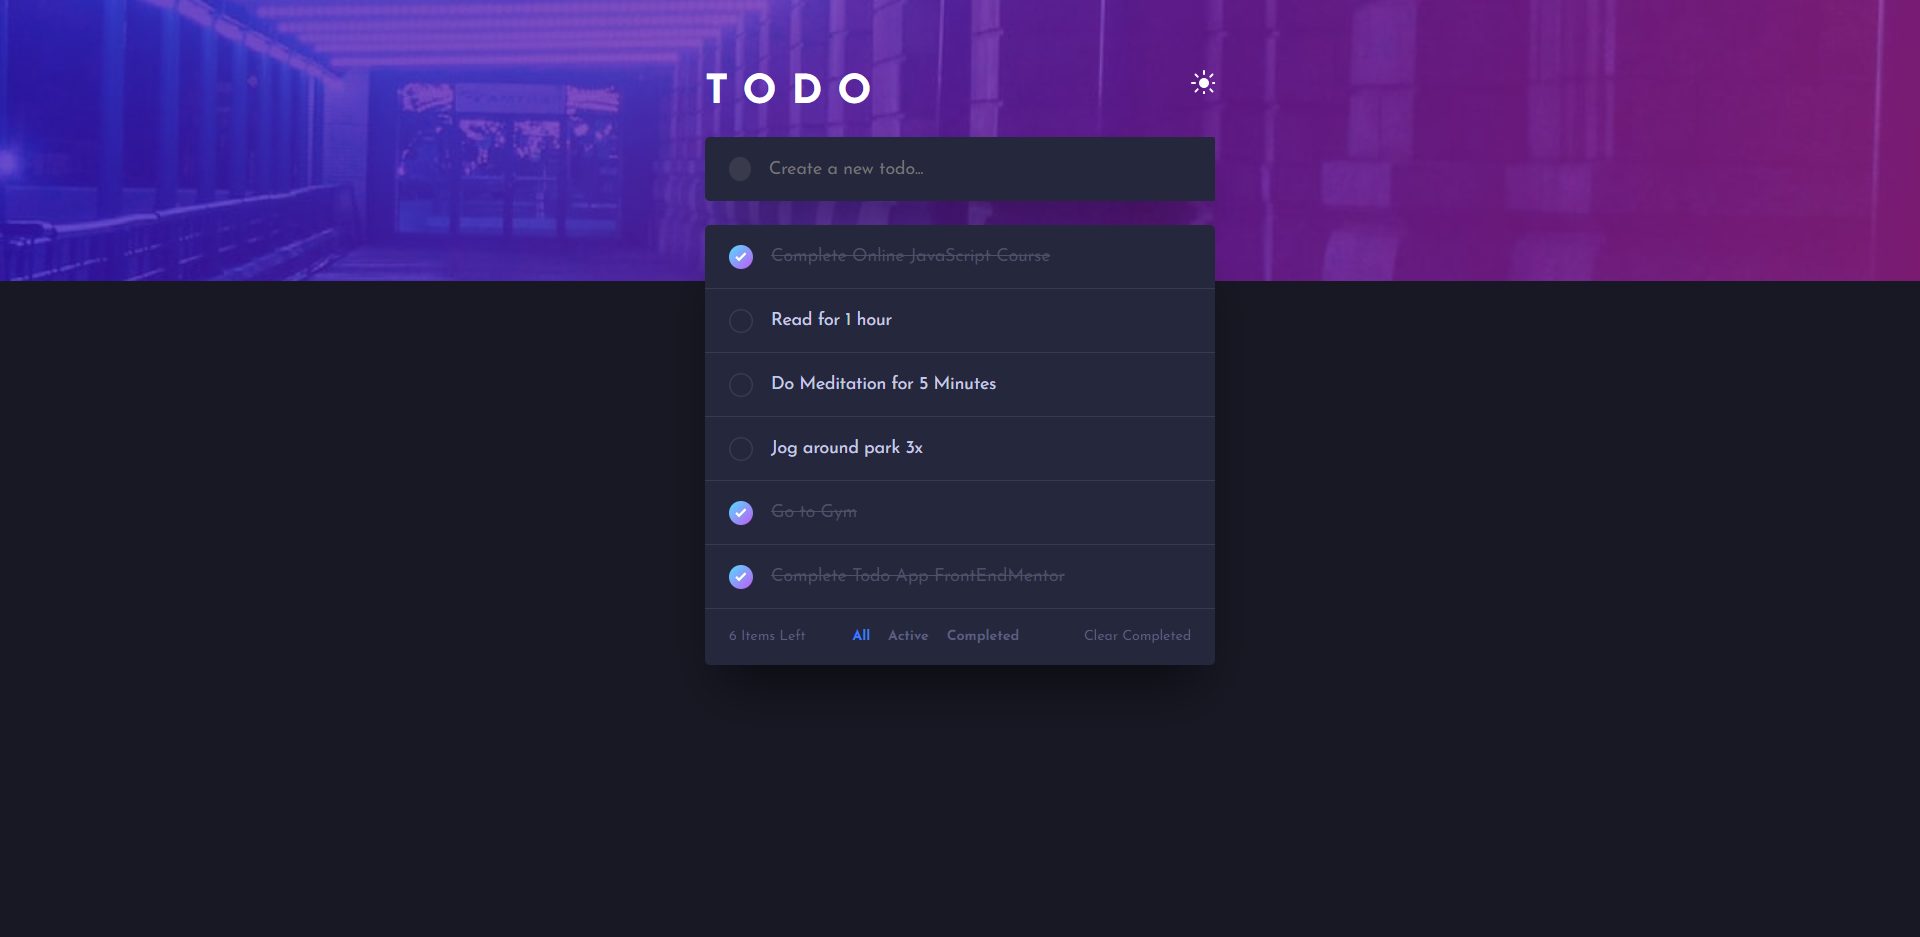 TODO
Create a new todo...
Complete Online JavaScript Course
Read for 1 hour
Do Meditation for 5 Minutes
Jog around park 3x
Go to Gym
Complete Todo App FrontEndMentor
6 Items Left All Active Completed Clear Completed